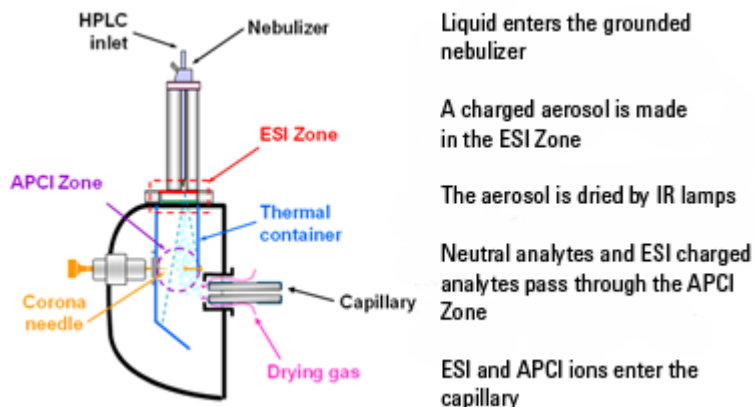 HPLC
inlet
Nebulizer
ESI Zone
APCI Zone
Thermal
container
Corona
needle
Capillary
Drying gas
Liquid enters the grounded
nebulizer
A charged aerosol is made
in the ESI Zone
The aerosol is dried by IR lamps
Neutral analytes and ESI charged
analytes pass through the APCI
Zone
ESI and APCI ions enter the
capillary